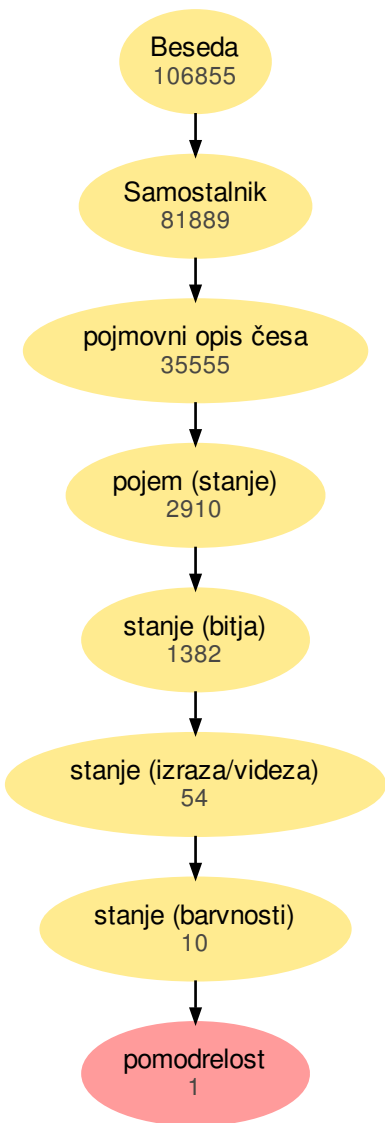 Beseda
106855
Samostalnik
81889
pojmovni opis česa
35555
pojem (stanje)
2910
stanje (bitja)
1382
stanje (izraza/videza)
54
stanje (barvnosti)
10
pomodrelost
1